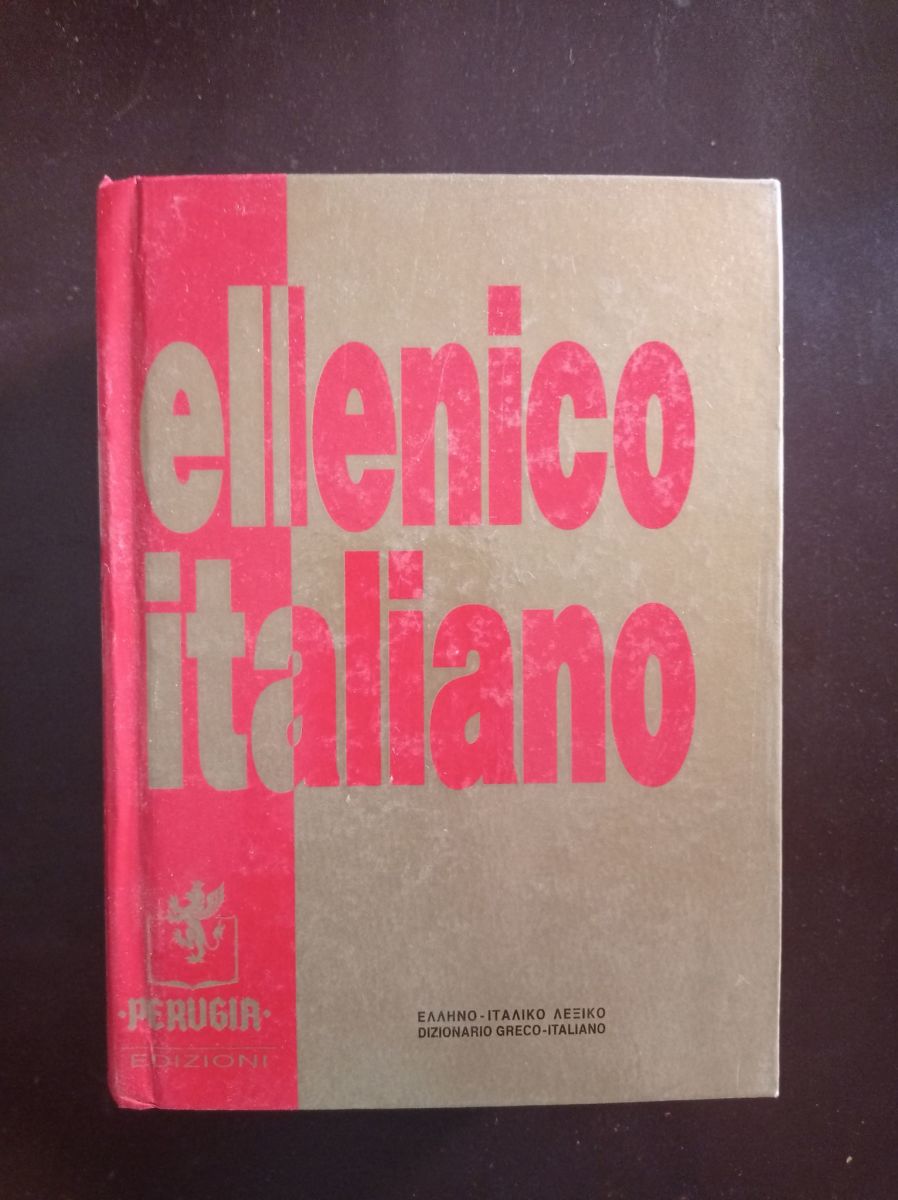 ellenico
italiano
PERUGIA
EDIZIONI
ΕΛΛΗΝΟ-ΙΤΑΛΙΚΟ ΛΕΞΙΚΟ
DIZIONARIO GRECO-ITALIANO